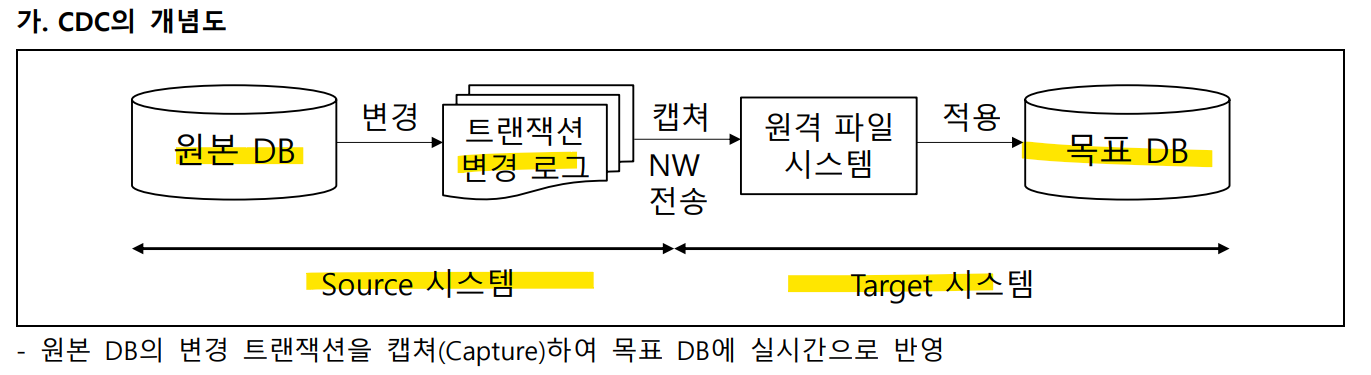 가. CDC의 개념도
원본 DB
변경
트랜잭션
변경 로그
캡쳐
NW
전송
원격 파일
시스템
적용
목표 DB
Source 시스템
Target 시스템
- 원본 DB의 변경 트랜잭션을 캡쳐(Capture)하여 목표 DB에 실시간으로 반영